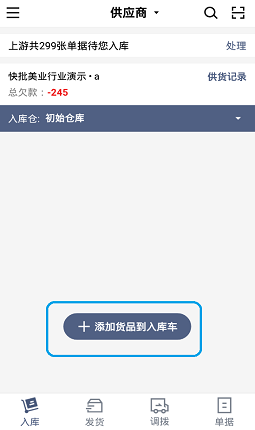 供应商
上游共299张单据待您入库 处理
快批美业行业演示 • a 供货记录
总欠款：-245
入库仓: 初始仓库
添加货品到入库车
入库 发货 调拨 单据